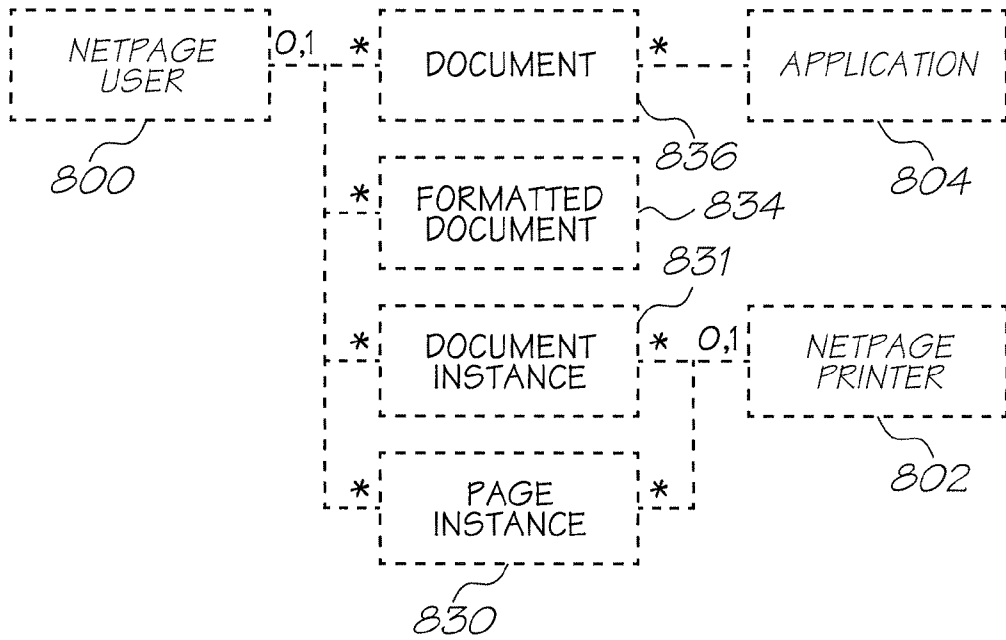 NETPAGE
USER
0,1
*
DOCUMENT
*
APPLICATION
800
836
804
*
FORMATTED
DOCUMENT
834
831
*
DOCUMENT
INSTANCE
*
0,1
NETPAGE
PRINTER
802
*
PAGE
INSTANCE
*
830